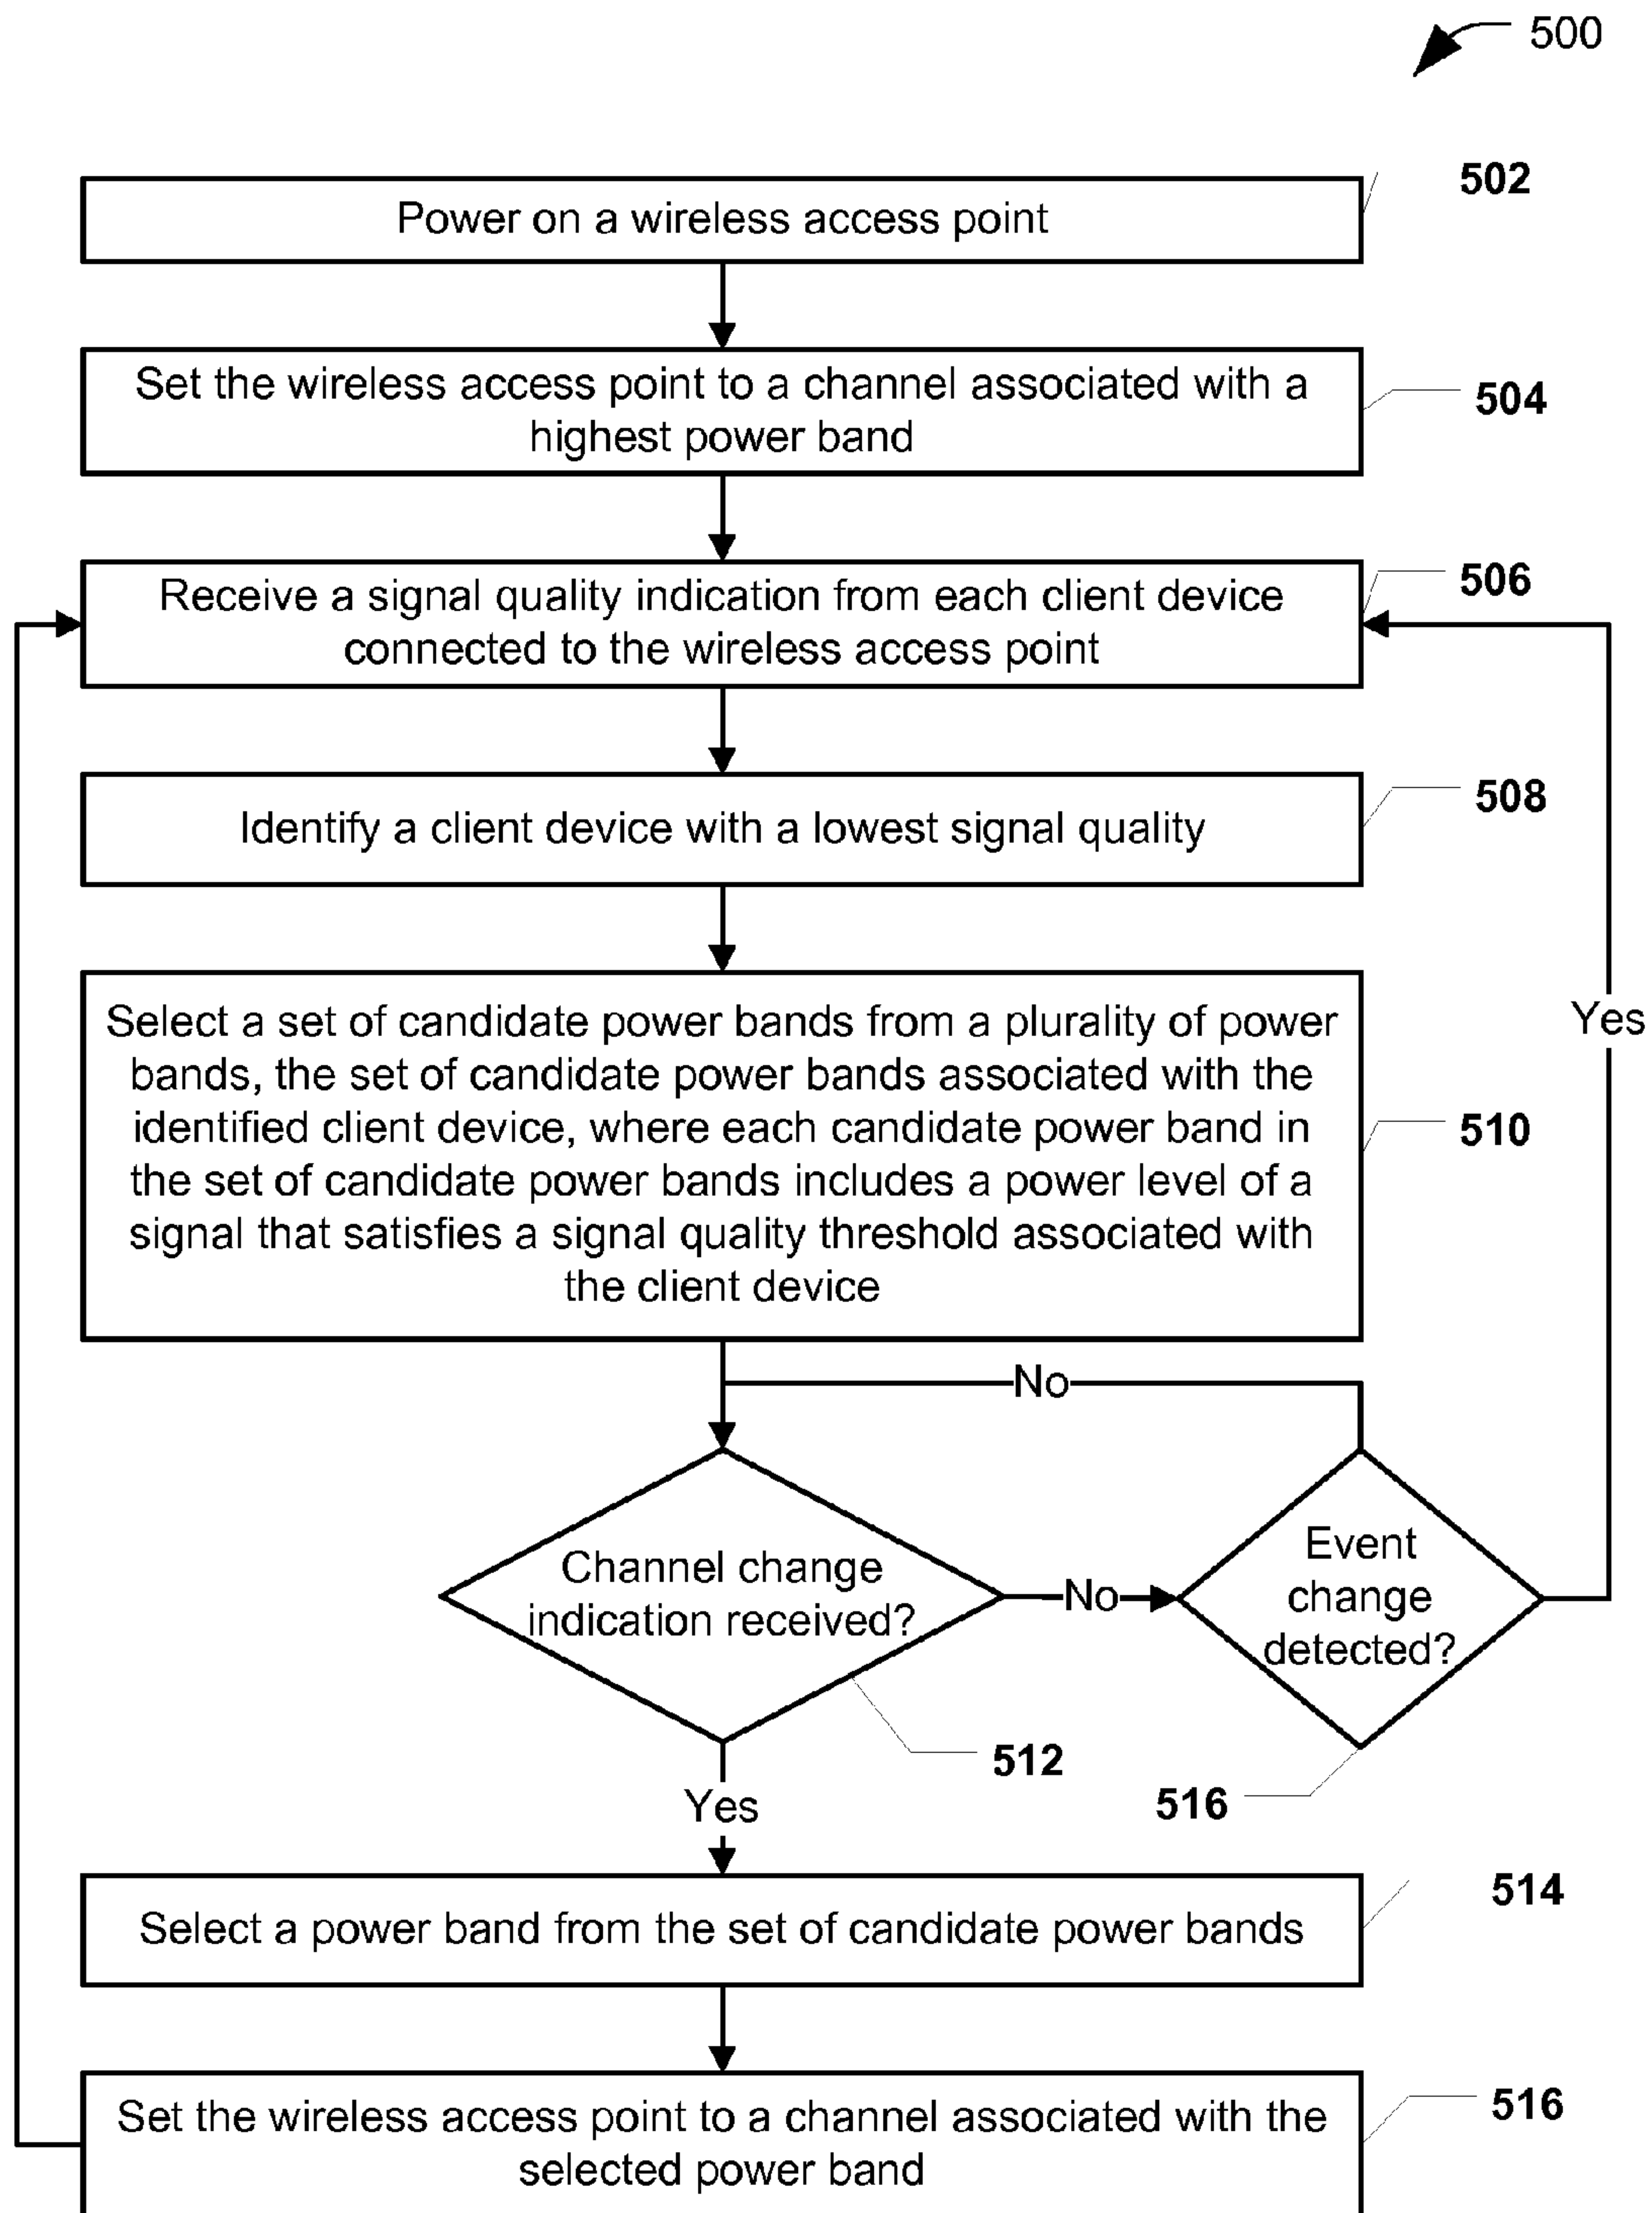 500
502
Power on a wireless access point
Set the wireless access point to a channel associated with a
highest power band
504
Receive a signal quality indication from each client device
connected to the wireless access point
506
Identify a client device with a lowest signal quality
508
Select a set of candidate power bands from a plurality of power
bands, the set of candidate power bands associated with the
identified client device, where each candidate power band in
the set of candidate power bands includes a power level of a
signal that satisfies a signal quality threshold associated with
the client device
510
Yes
No
Channel change
indication received?
No
Event
change
detected?
512
516
Yes
514
Select a power band from the set of candidate power bands
Set the wireless access point to a channel associated with the
selected power band
516